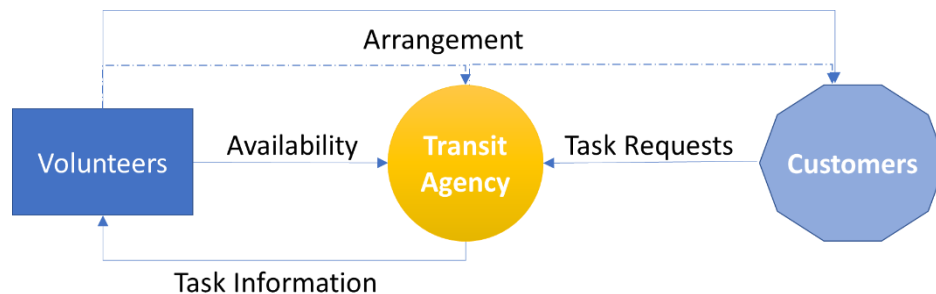 Arrangement
Volunteers
Availability
Transit
Agency
Task Requests
Customers
Task Information